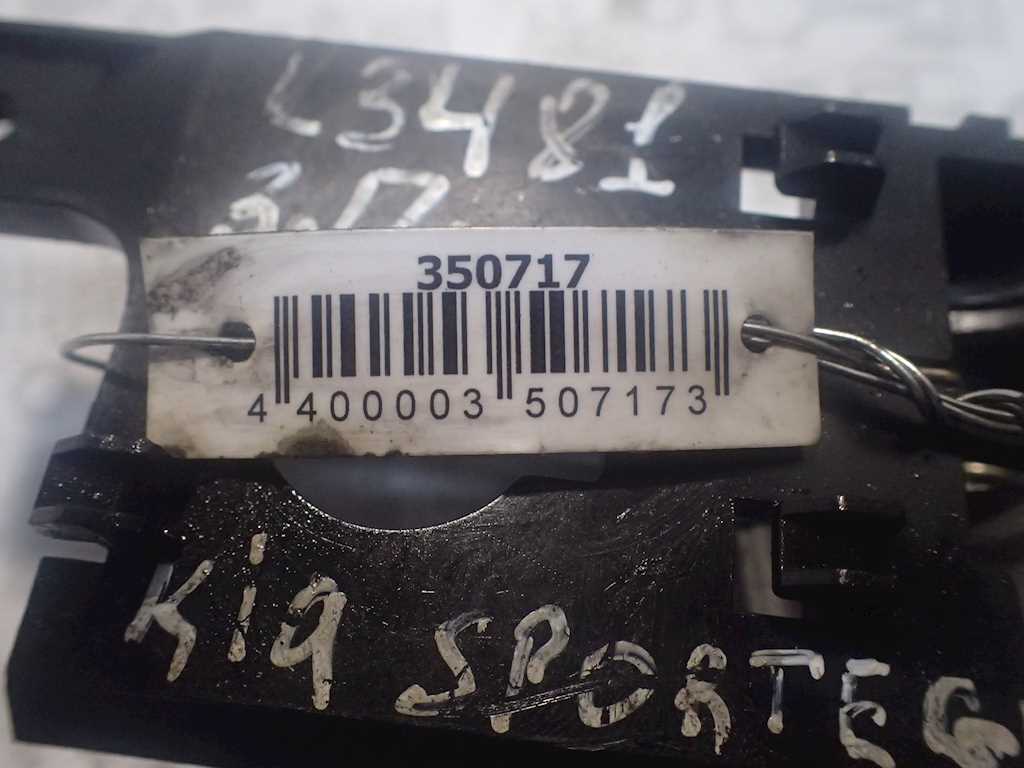 L3481
з.п.
350717
4 400003 507173
Kia SPORTEG